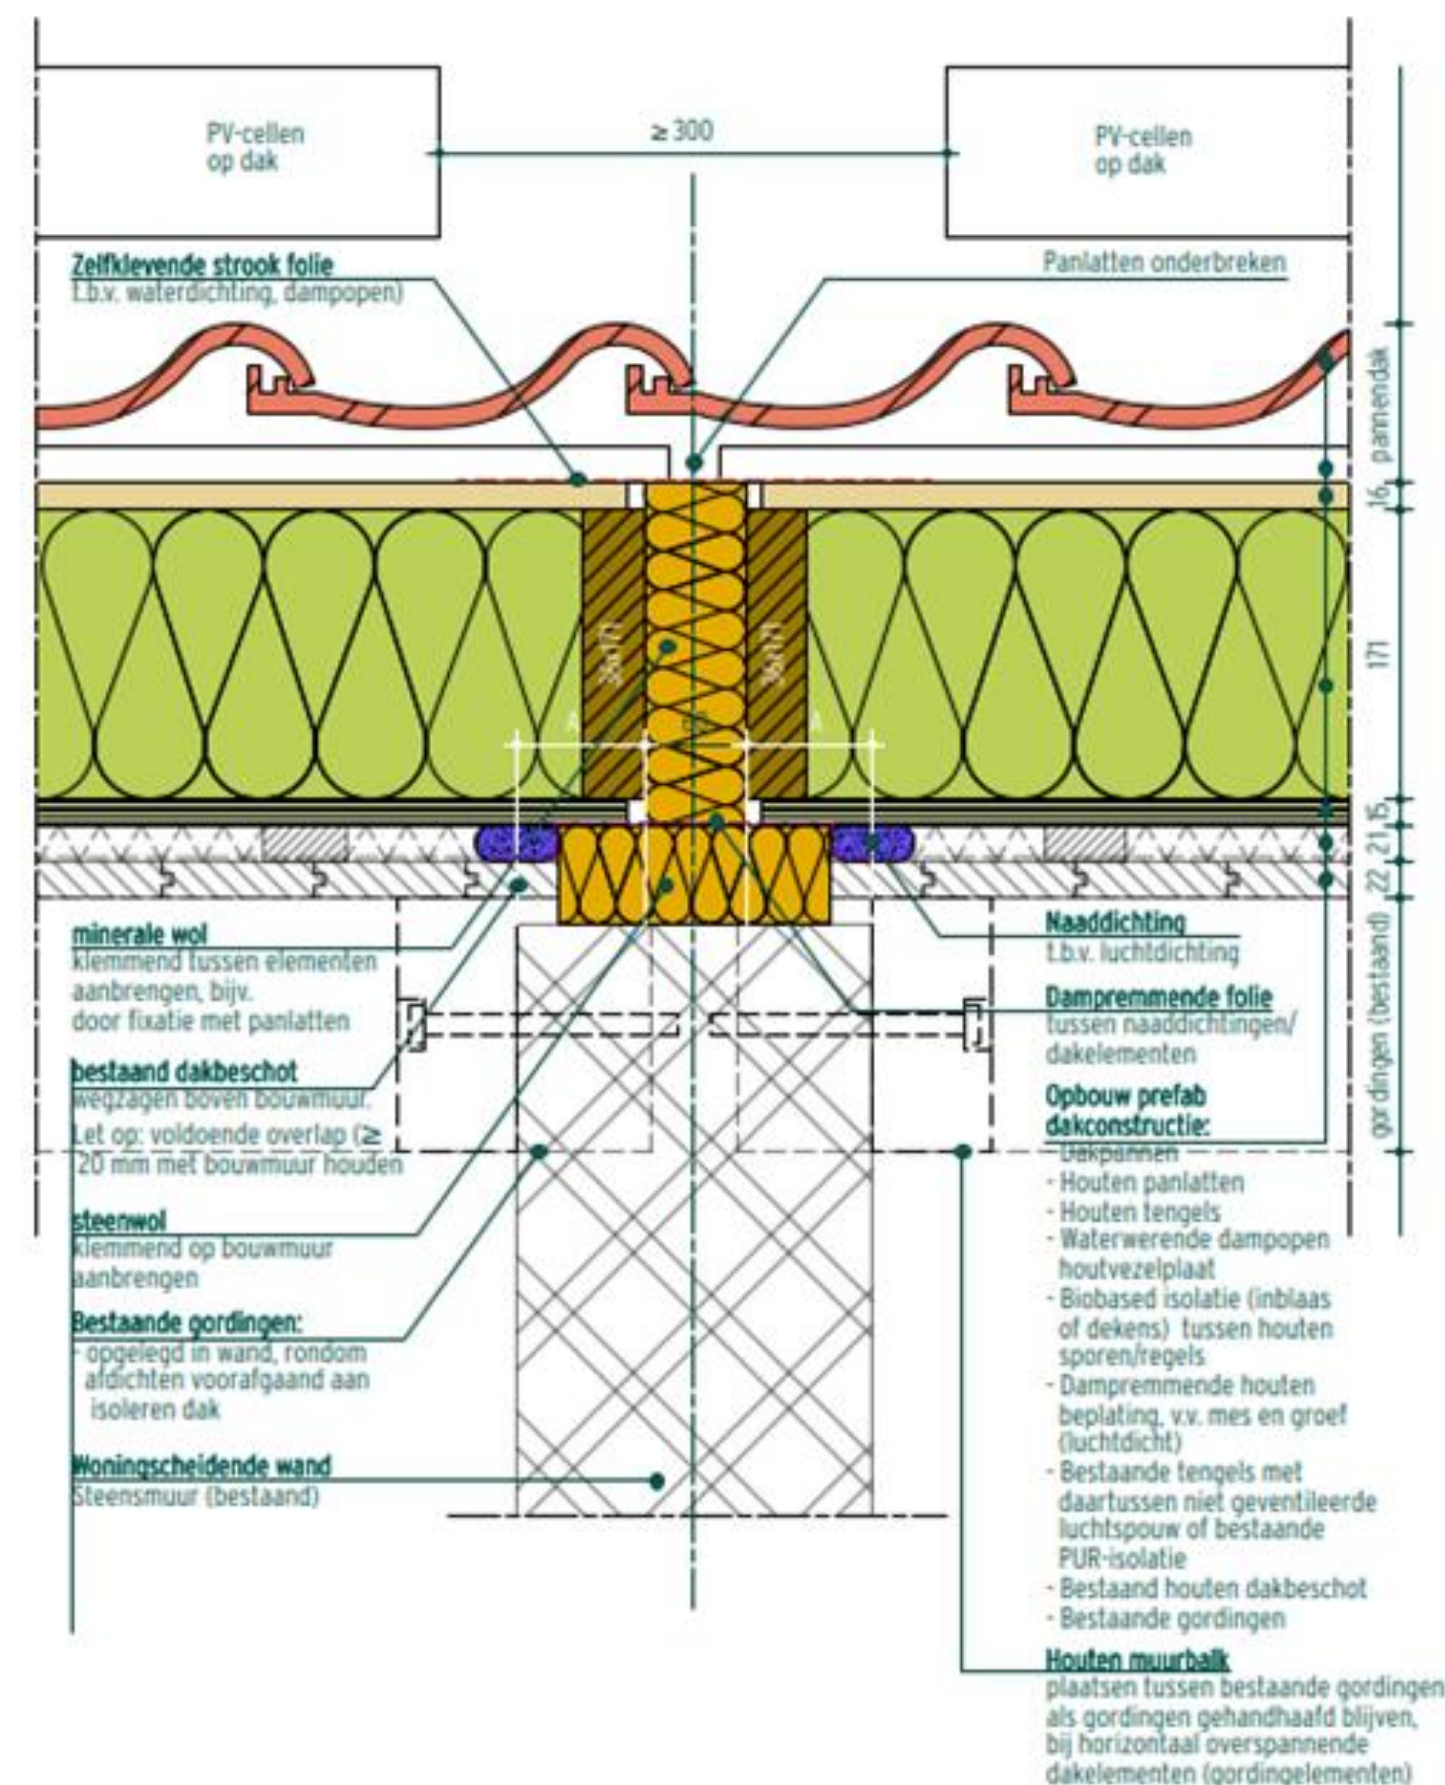 PV-cellen
op dak
≥ 300
PV-cellen
op dak
Zelfklevende strook folie
t.b.v. waterdichting, dampopen)
Panlatten onderbreken
pannendak
16
171
15
21
22
gordingen (bestaand)
36x171
36x171
A
A
minerale wol
klemmend tussen elementen
aanbrengen, bijv.
door fixatie met panlatten
bestaand dakbeschot
wegzagen boven bouwmuur.
Let op: voldoende overlap (≥
20 mm met bouwmuur houden
steenwol
klemmend op bouwmuur
aanbrengen
Bestaande gordingen:
- opgelegd in wand, rondom
afdichten voorafgaand aan
isoleren dak
Woningscheidende wand
Steensmuur (bestaand)
Naaddichting
t.b.v. luchtdichting
Dampremmende folie
tussen naaddichtingen/
dakelementen
Opbouw prefab
dakconstructie:
- Dakpannen
- Houten panlatten
- Houten tengels
- Waterwerende dampopen
houtvezelplaat
- Biobased isolatie (inblaas
of dekens) tussen houten
sporen/regels
- Dampremmende houten
beplating, v.v. mes en groef
(luchtdicht)
- Bestaande tengels met
daartussen niet geventileerde
luchtspouw of bestaande
PUR-isolatie
- Bestaand houten dakbeschot
- Bestaande gordingen
Houten muurbalk
plaatsen tussen bestaande gordingen
als gordingen gehandhaafd blijven,
bij horizontaal overspannende
dakelementen (gordingelementen)